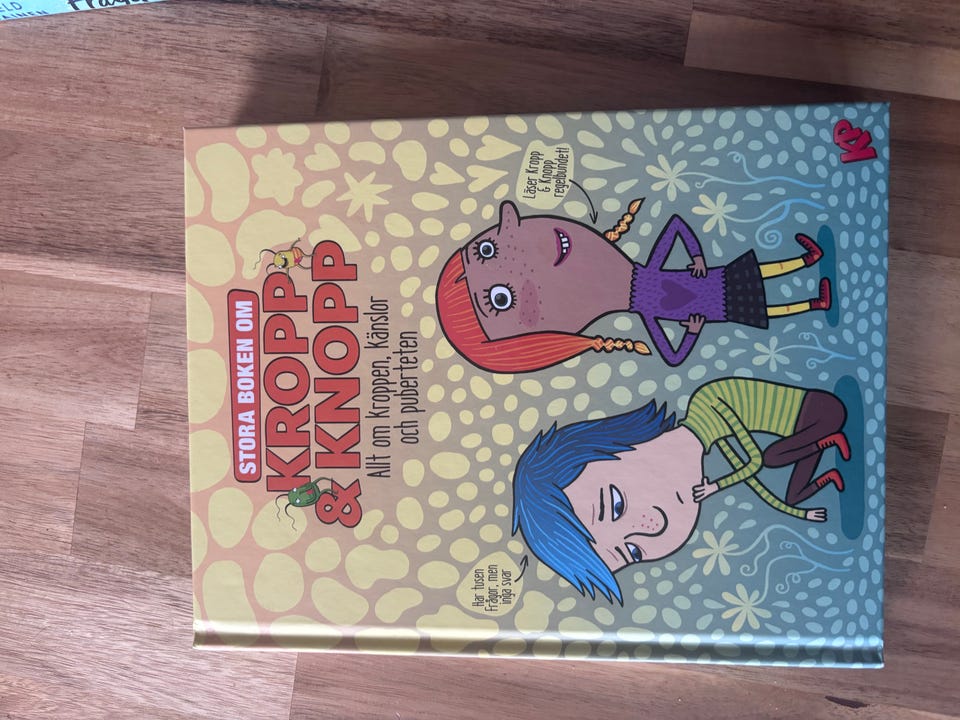 STORA BOKEN OM
KROPP
& KNOPP
Allt om kroppen, känslor
och puberteten
Läser Kropp
& Knopp
regelbundet!
Har tusen
frågor, men
inga svar
KP